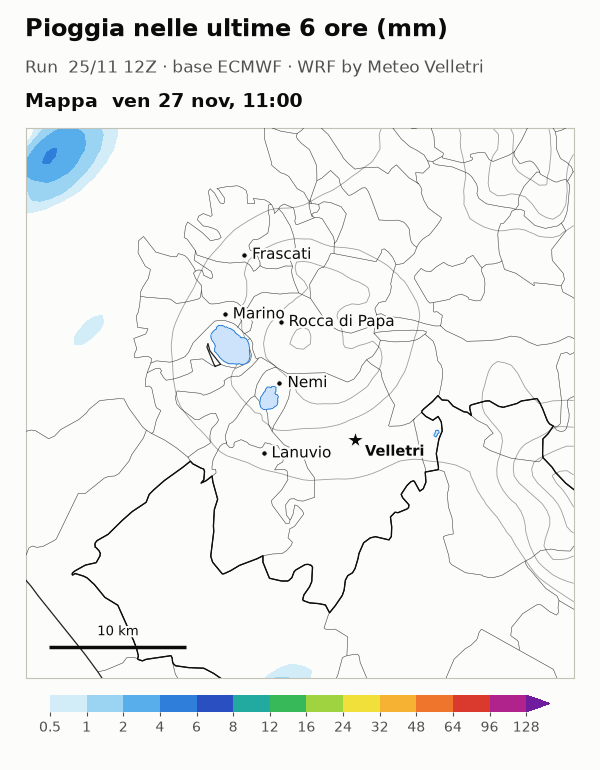 Pioggia nelle ultime 6 ore (mm)
Run  25/11 12Z · base ECMWF · WRF by Meteo Velletri
Mappa  ven 27 nov, 11:00
Frascati
Marino
Rocca di Papa
Nemi
Velletri
Lanuvio
10 km
0.5 1 2 4 6 8 12 16 24 32 48 64 96 128